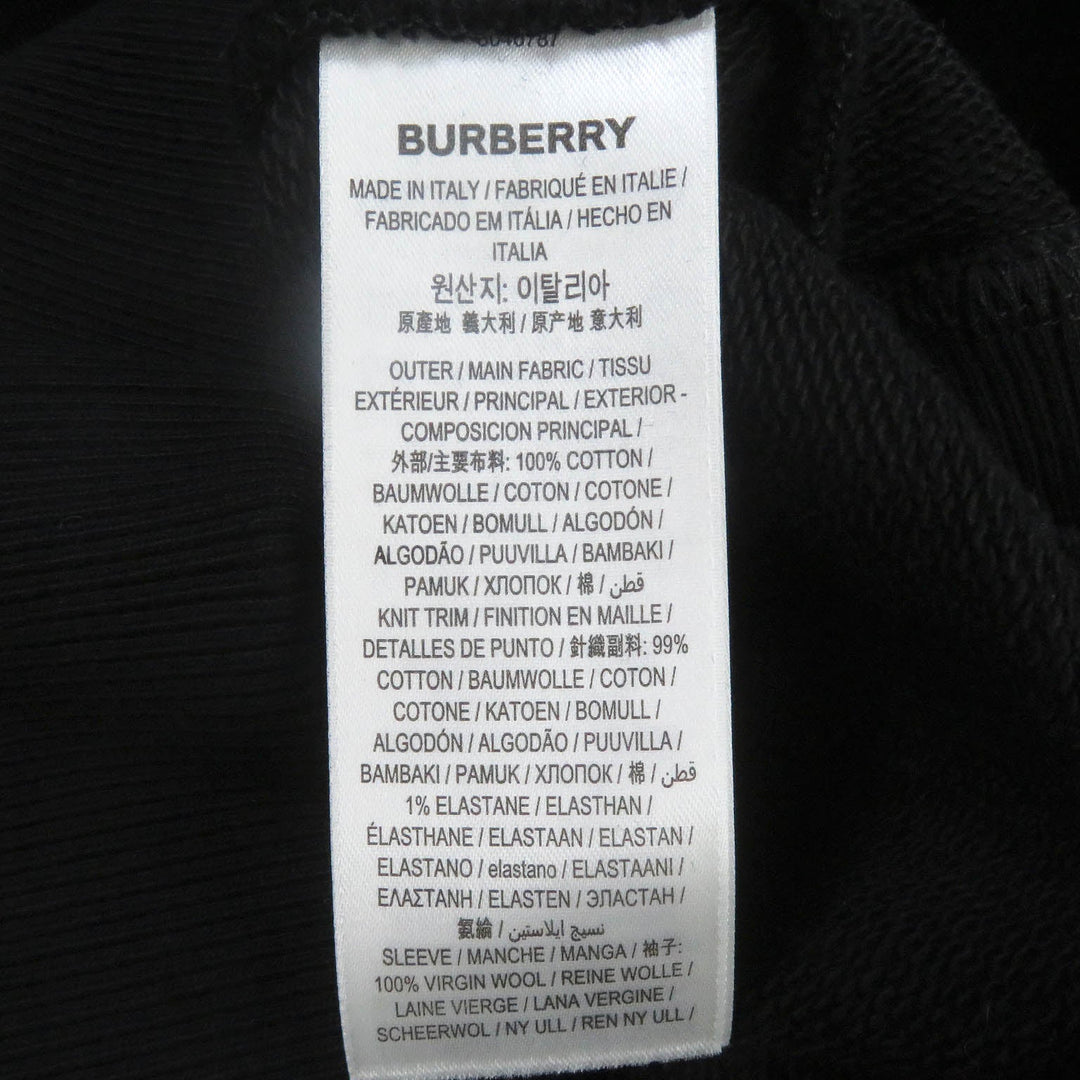 BURBERRY
MADE IN ITALY / FABRIQUÉ EN ITALIE /
FABRICADO EM ITÁLIA / HECHO EN
ITALIA
원산지: 이탈리아
原產地 義大利 / 原产地 意大利
OUTER / MAIN FABRIC / TISSU
EXTÉRIEUR / PRINCIPAL / EXTERIOR -
COMPOSICION PRINCIPAL /
外部/主要布料: 100% COTTON /
BAUMWOLLE / COTON / COTONE /
KATOEN / BOMULL / ALGODÓN /
ALGODÃO / PUUVILLA / BAMBAKI /
PAMUK / ХЛОПОК / 棉 / قطن
KNIT TRIM / FINITION EN MAILLE /
DETALLES DE PUNTO / 針織副料: 99%
COTTON / BAUMWOLLE / COTON /
COTONE / KATOEN / BOMULL /
ALGODÓN / ALGODÃO / PUUVILLA /
BAMBAKI / PAMUK / ХЛОПОК / 棉 / قطن
1% ELASTANE / ELASTHAN /
ÉLASTHANE / ELASTAAN / ELASTAN /
ELASTANO / elastano / ELASTAANI /
ΕΛΑΣΤΑΝΗ / ELASTEN / ЭЛАСТАН /
氨綸 / نسيج ايلاستين
SLEEVE / MANCHE / MANGA / 袖子:
100% VIRGIN WOOL / REINE WOLLE /
LAINE VIERGE / LANA VERGINE /
SCHEERWOL / NY ULL / REN NY ULL /